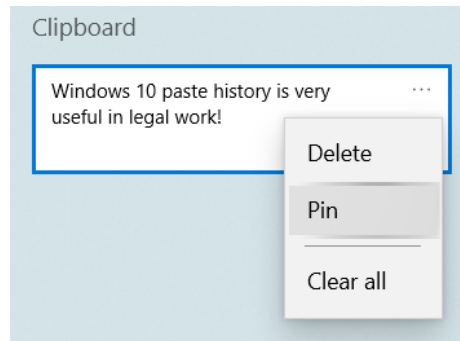 Clipboard
Windows 10 paste history is very
useful in legal work!
Delete
Pin
Clear all